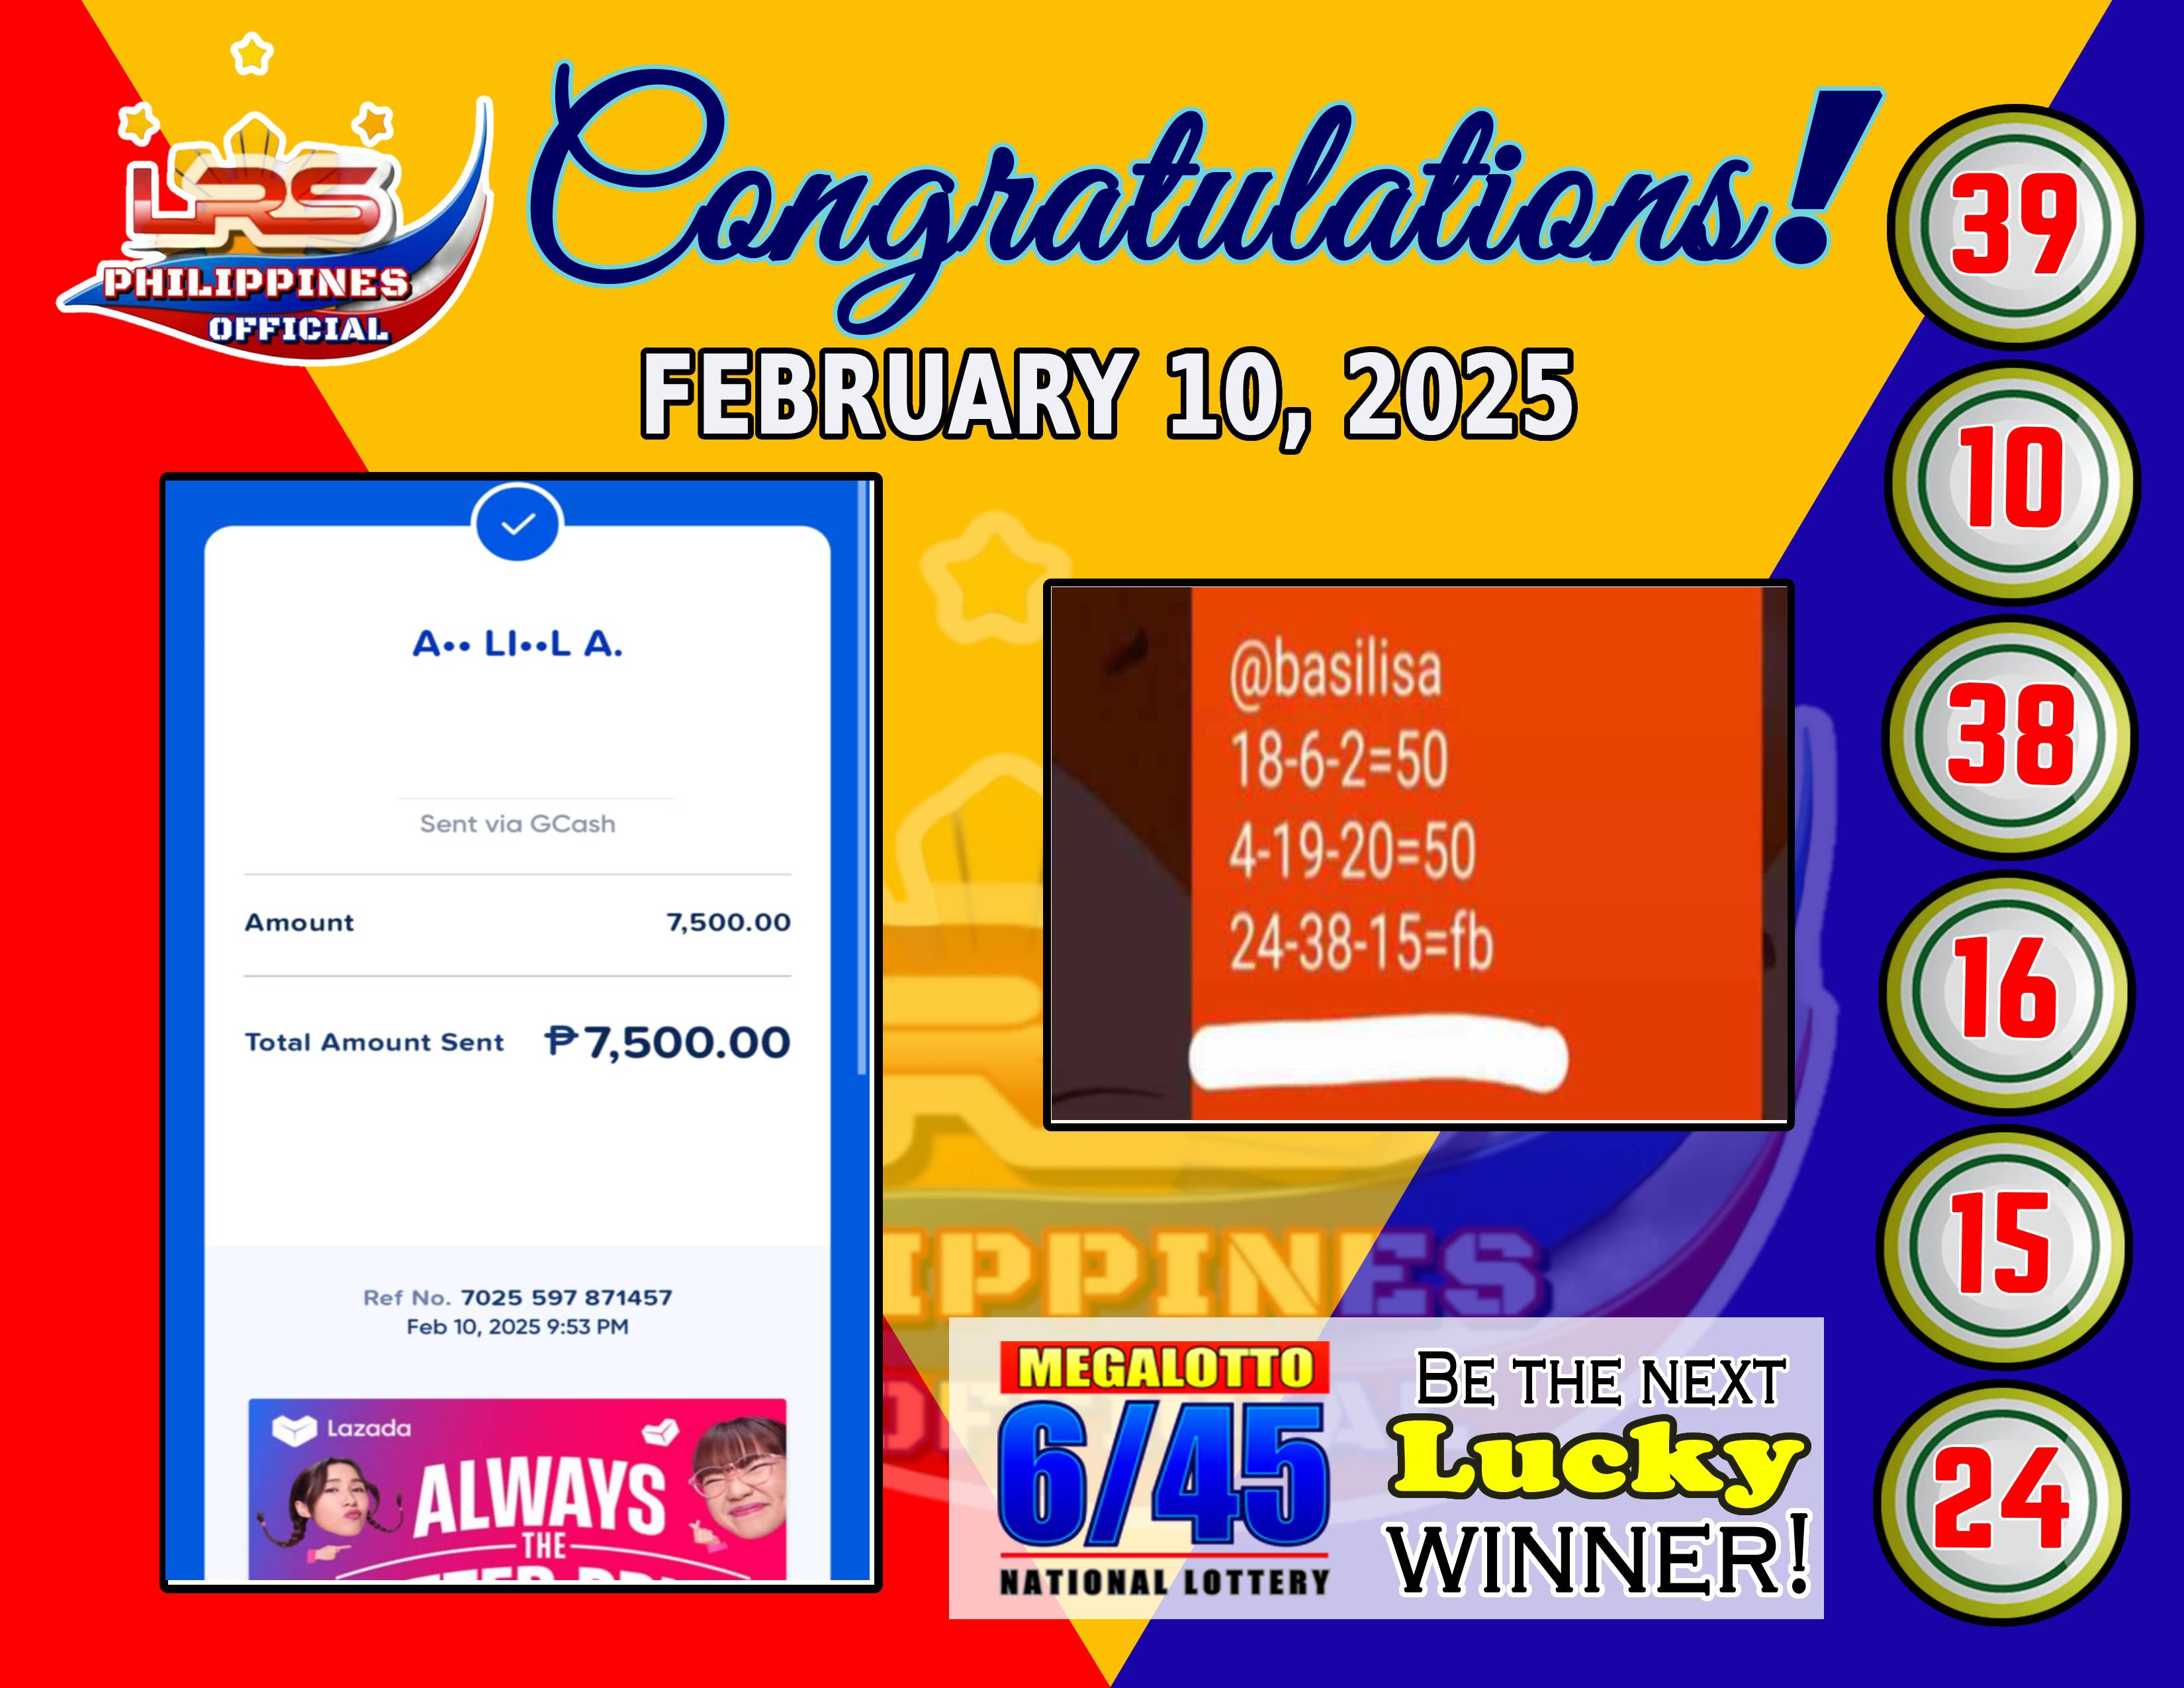 LRS
PHILIPPINES
OFFICIAL
Congratulations!
FEBRUARY 10, 2025
A•• LI••L A.
Sent via GCash
Amount 7,500.00
Total Amount Sent ₱7,500.00
Ref No. 7025 597 871457
Feb 10, 2025 9:53 PM
Lazada
ALWAYS
THE
@basilisa
18-6-2=50
4-19-20=50
24-38-15=fb
IPPINES
MEGALOTTO
6/45
NATIONAL LOTTERY
BE THE NEXT
Lucky
WINNER!
39
10
38
16
15
24